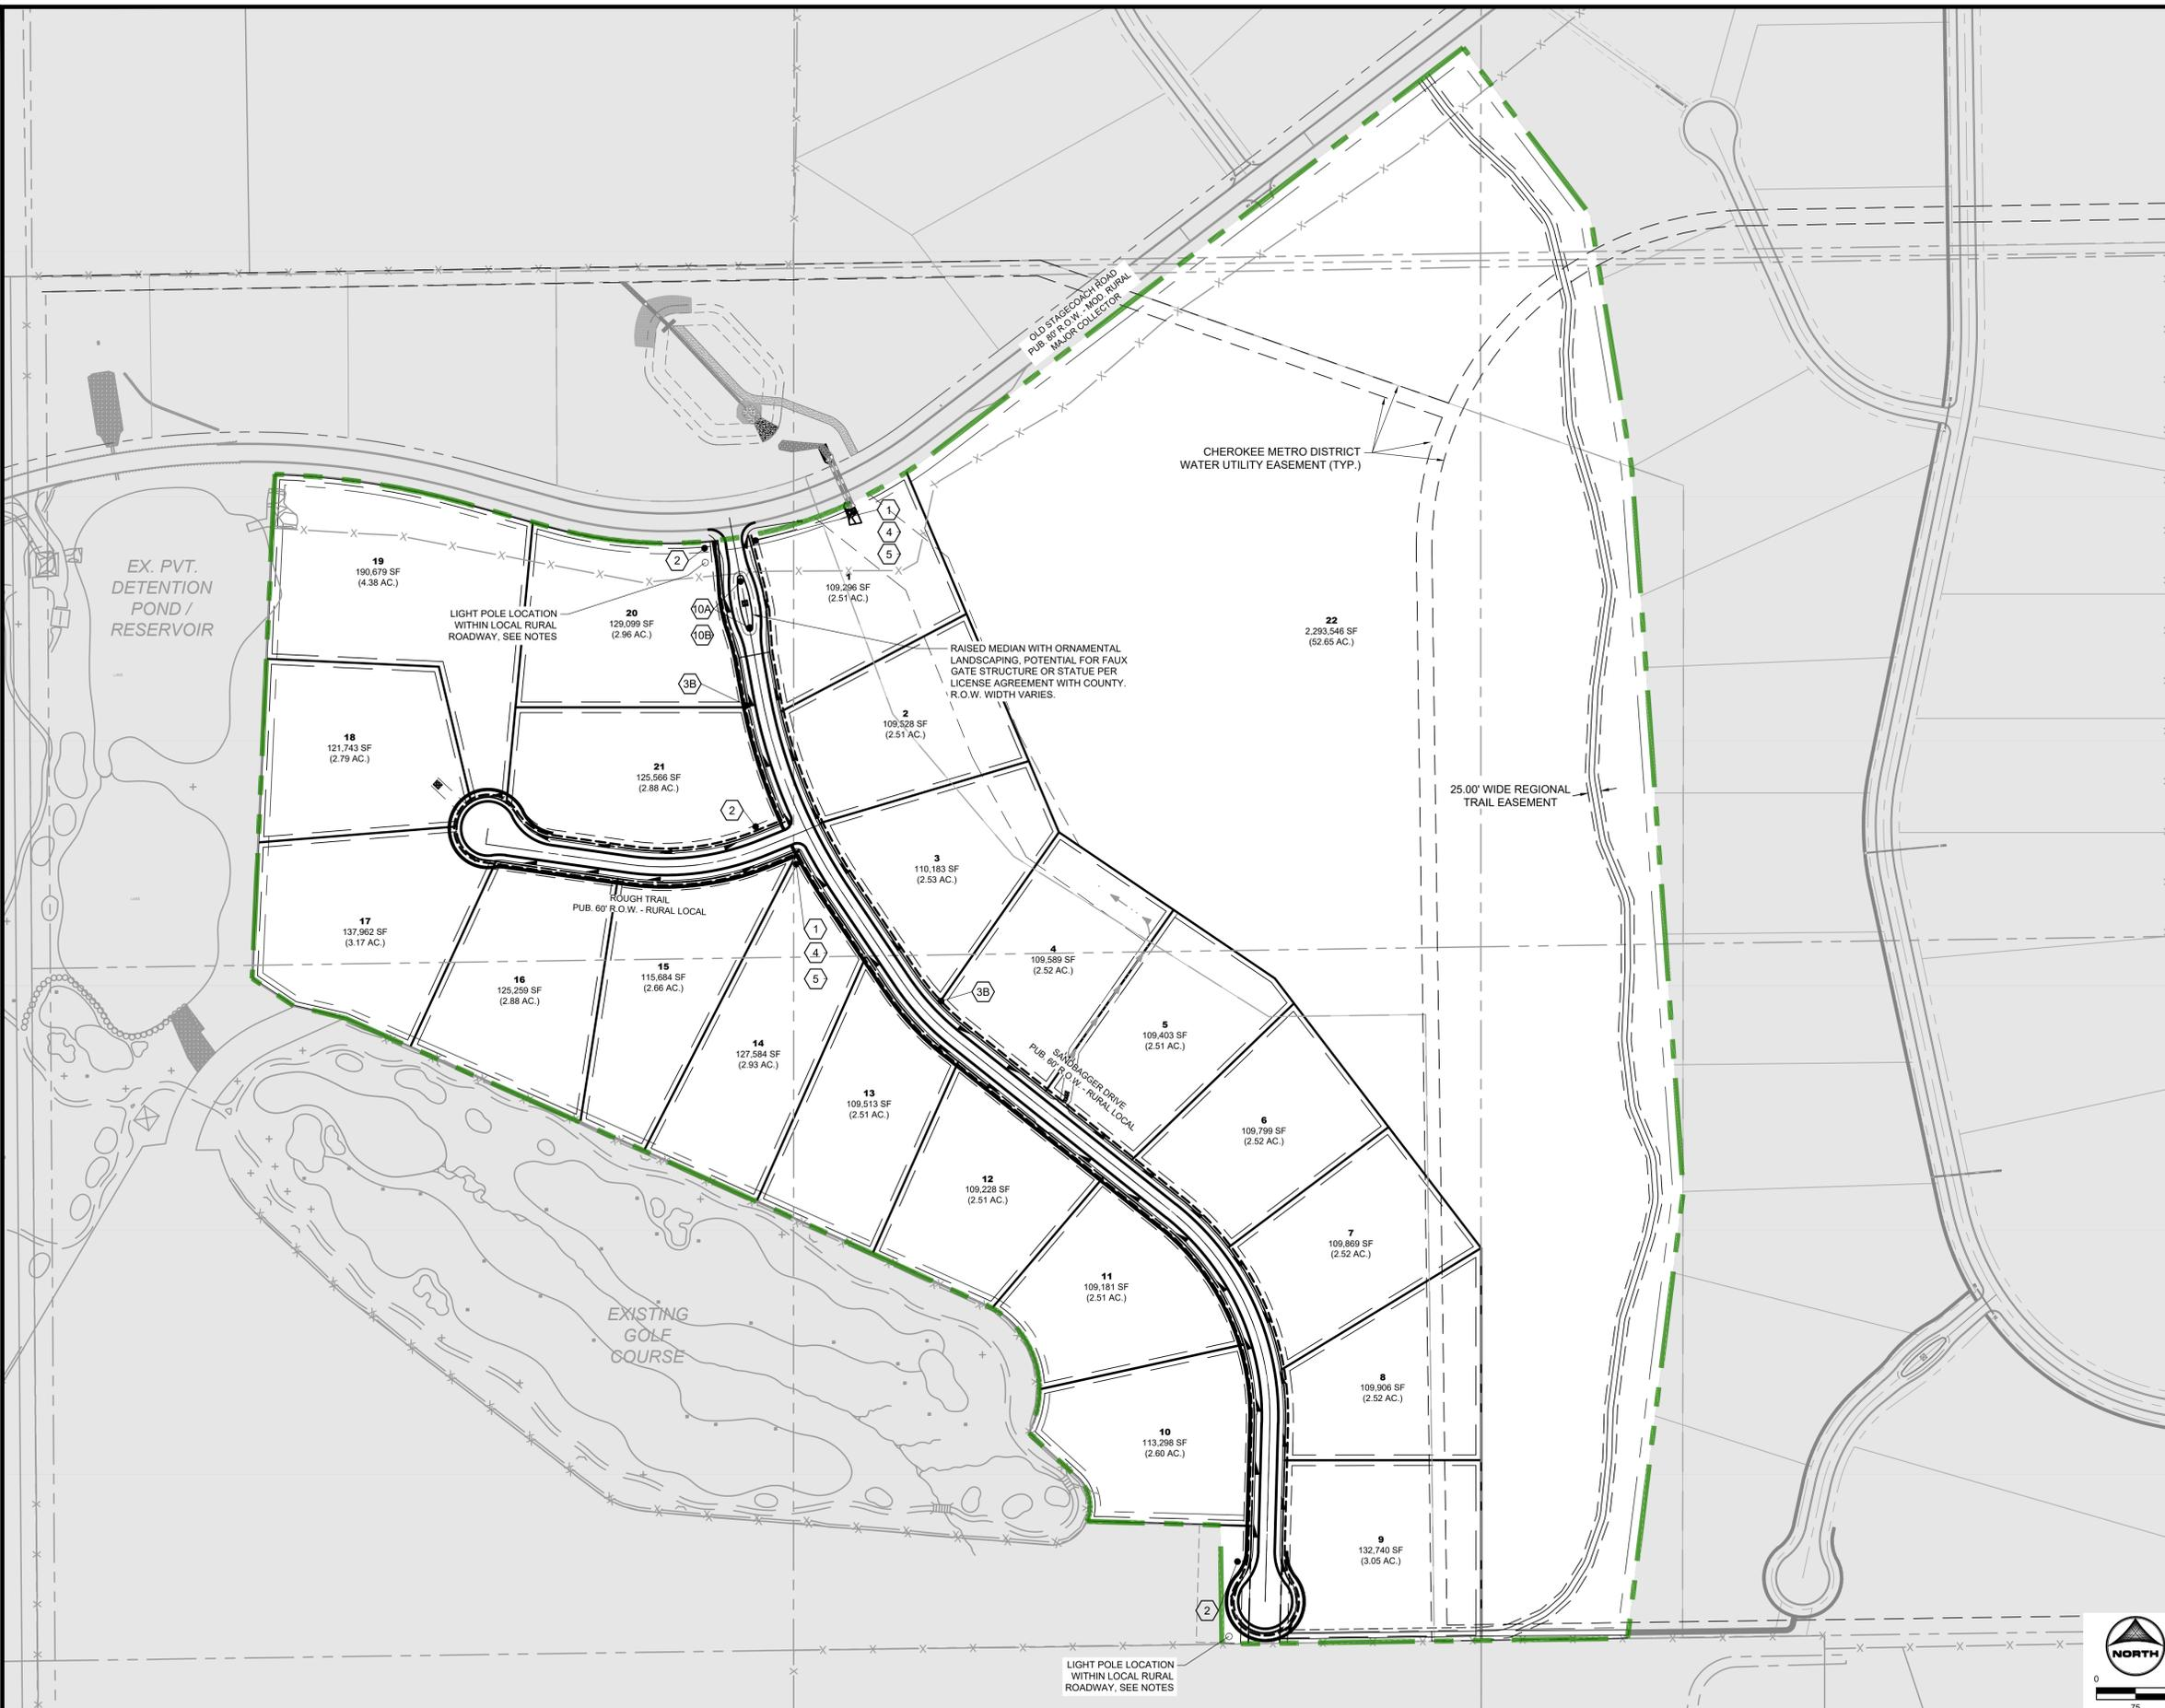 OLD STAGECOACH ROAD
PUB. 80' R.O.W. - MOD. RURAL
MAJOR COLLECTOR
CHEROKEE METRO DISTRICT
WATER UTILITY EASEMENT (TYP.)
EX. PVT.
DETENTION
POND /
RESERVOIR
19
190,679 SF
(4.38 AC.)
LIGHT POLE LOCATION
WITHIN LOCAL RURAL
ROADWAY, SEE NOTES
20
129,099 SF
(2.96 AC.)
2
10A
10B
3B
1
4
5
1
109,296 SF
(2.51 AC.)
RAISED MEDIAN WITH ORNAMENTAL
LANDSCAPING, POTENTIAL FOR FAUX
GATE STRUCTURE OR STATUE PER
LICENSE AGREEMENT WITH COUNTY.
R.O.W. WIDTH VARIES.
22
2,293,546 SF
(52.65 AC.)
2
109,528 SF
(2.51 AC.)
18
121,743 SF
(2.79 AC.)
21
125,566 SF
(2.88 AC.)
2
25.00' WIDE REGIONAL
TRAIL EASEMENT
3
110,183 SF
(2.53 AC.)
ROUGH TRAIL
PUB. 60' R.O.W. - RURAL LOCAL
17
137,962 SF
(3.17 AC.)
16
125,259 SF
(2.88 AC.)
15
115,684 SF
(2.66 AC.)
1
4
5
3B
4
109,589 SF
(2.52 AC.)
5
109,403 SF
(2.51 AC.)
14
127,584 SF
(2.93 AC.)
SANDBAGGER DRIVE
PUB. 60' R.O.W. - RURAL LOCAL
13
109,513 SF
(2.51 AC.)
6
109,799 SF
(2.52 AC.)
12
109,228 SF
(2.51 AC.)
7
109,869 SF
(2.52 AC.)
11
109,181 SF
(2.51 AC.)
EXISTING
GOLF
COURSE
8
109,906 SF
(2.52 AC.)
10
113,298 SF
(2.60 AC.)
9
132,740 SF
(3.05 AC.)
2
LIGHT POLE LOCATION
WITHIN LOCAL RURAL
ROADWAY, SEE NOTES
NORTH
0
75